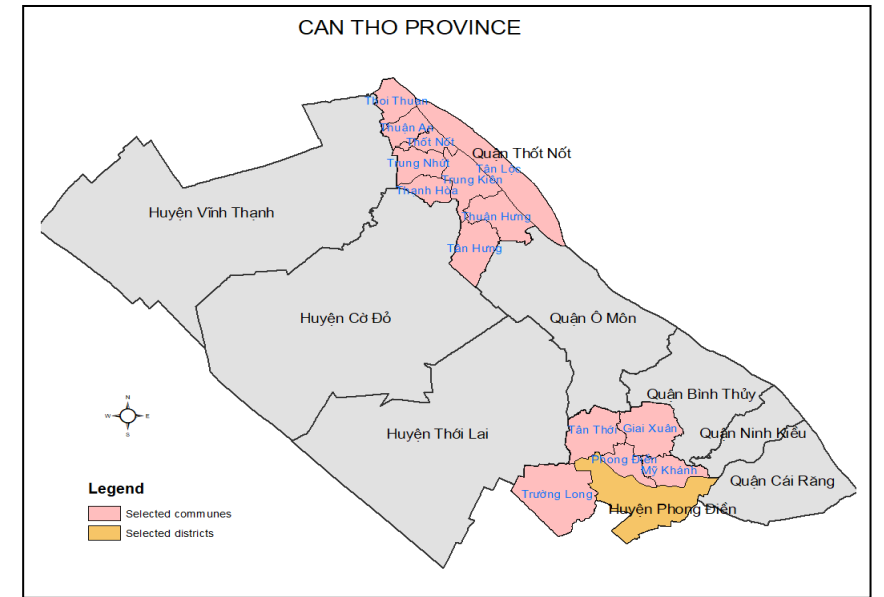 CAN THO PROVINCE
Thoi Thuan
Thuận An
Thốt Nốt
Quận Thốt Nốt
Trung Nhứt
Tân Lộc
Trung Kiên
Thanh Hòa
Huyện Vĩnh Thạnh
Thuận Hưng
Tân Hưng
Huyện Cờ Đỏ
Quận Ô Môn
Quận Bình Thủy
N
W
E
S
Tân Thới
Giai Xuân
Quận Ninh Kiều
Huyện Thới Lai
Phong Điền
Mỹ Khánh
Quận Cái Răng
Trường Long
Huyện Phong Điền
Legend
Selected communes
Selected districts